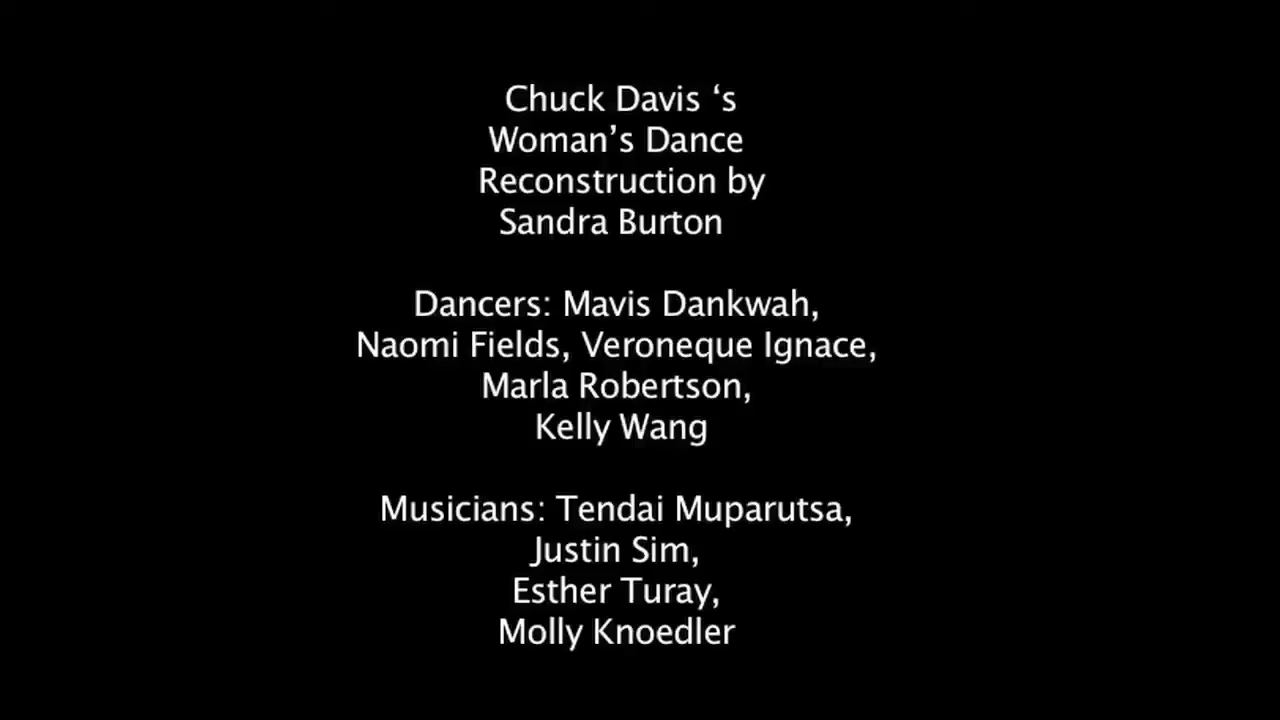 Chuck Davis ‘s
Woman’s Dance
Reconstruction by
Sandra Burton
Dancers: Mavis Dankwah,
Naomi Fields, Veroneque Ignace,
Marla Robertson,
Kelly Wang
Musicians: Tendai Muparutsa,
Justin Sim,
Esther Turay,
Molly Knoedler